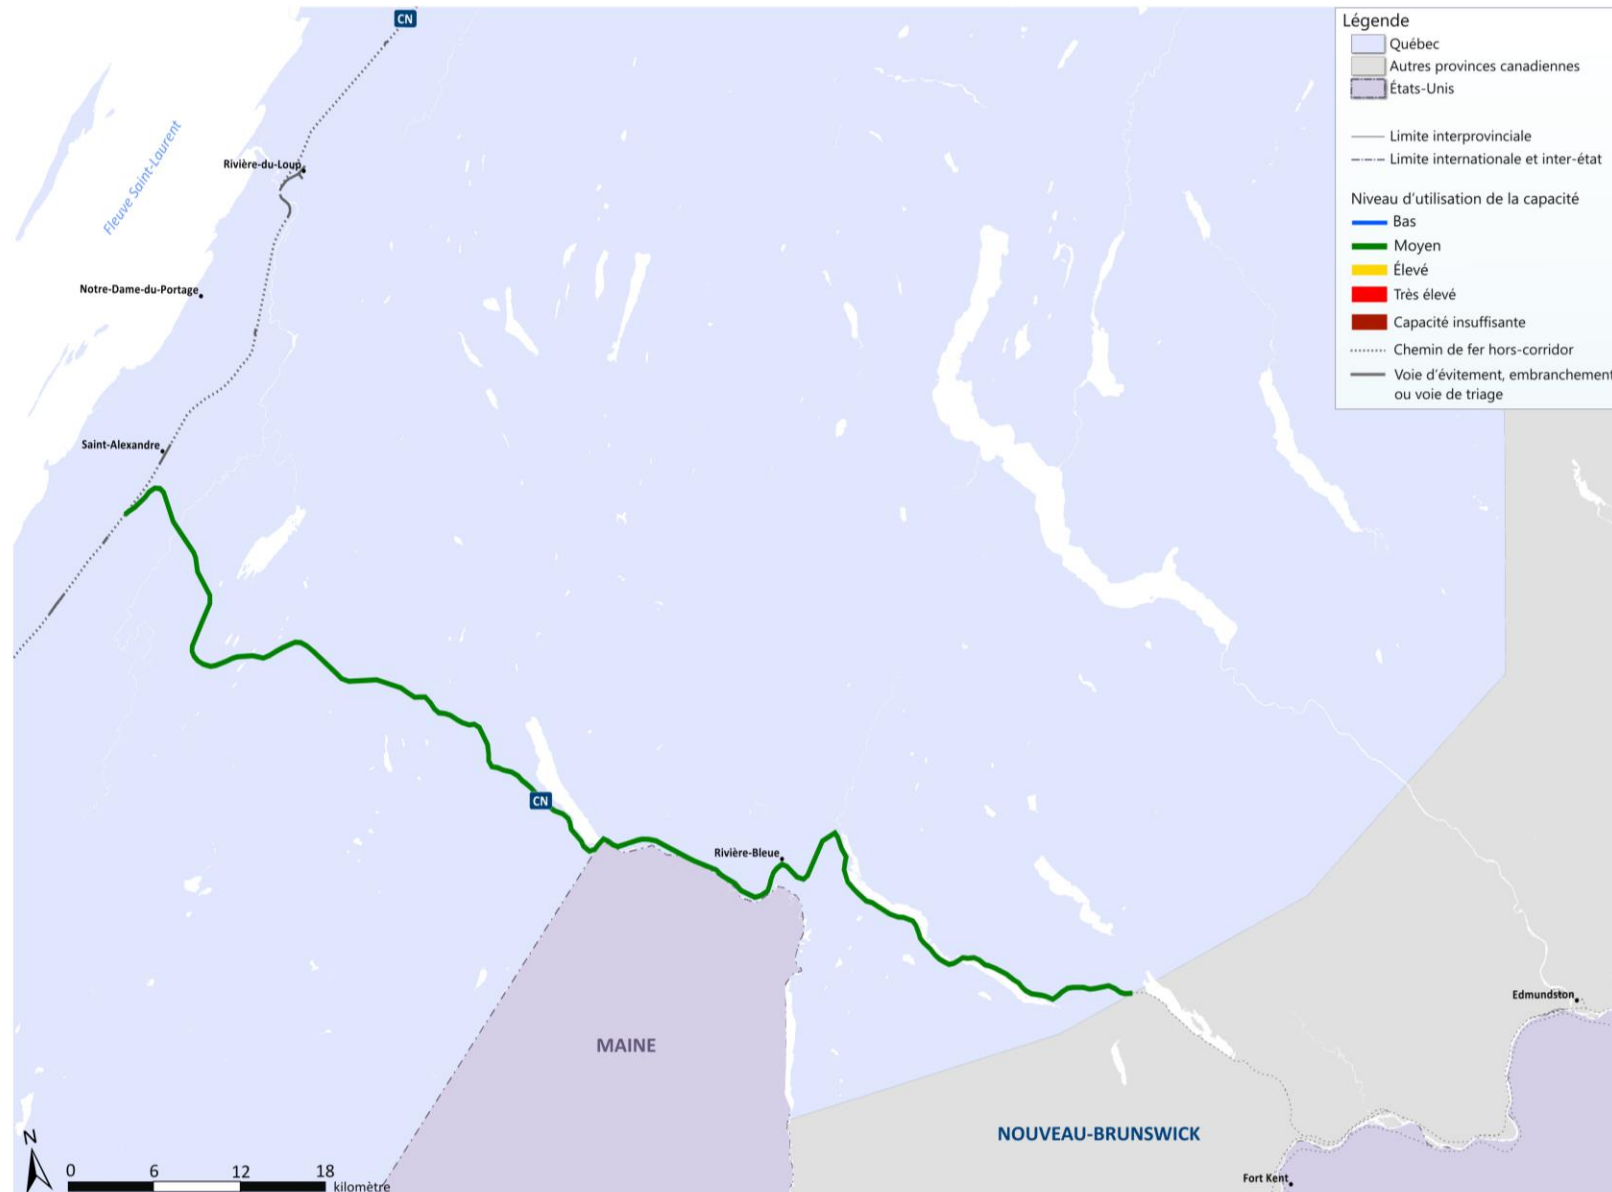 CN
Légende
Québec
Autres provinces canadiennes
États-Unis
Limite interprovinciale
Limite internationale et inter-état
Niveau d'utilisation de la capacité
Bas
Moyen
Élevé
Très élevé
Capacité insuffisante
Chemin de fer hors-corridor
Voie d'évitement, embranchement
ou voie de triage
Fleuve Saint-Laurent
Rivière-du-Loup
Notre-Dame-du-Portage
Saint-Alexandre
CN
Rivière-Bleue
Edmundston
MAINE
NOUVEAU-BRUNSWICK
Fort Kent
N
0 6 12 18
kilomètre